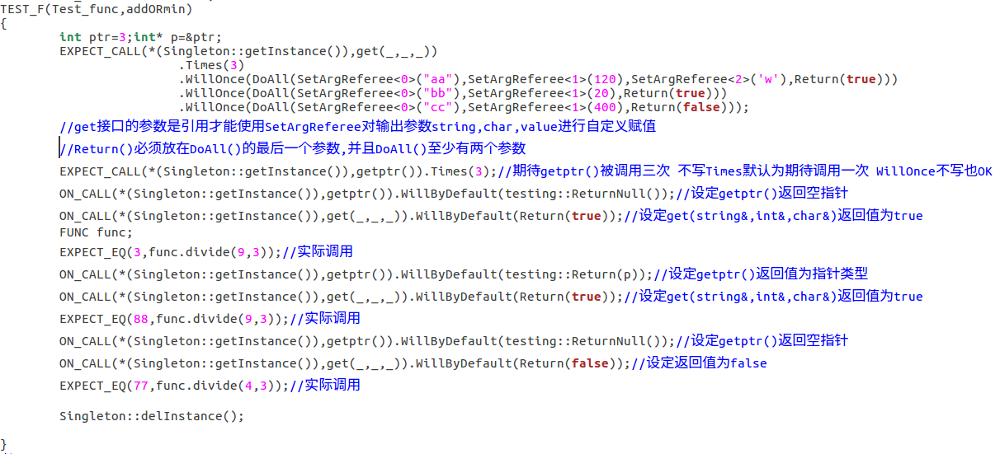 TEST_F(Test_func,addORmin)
{
int ptr=3;int* p=&ptr;
EXPECT_CALL(*(Singleton::getInstance()),get(_,_,_))
.Times(3)
.WillOnce(DoAll(SetArgReferee<0>("aa"),SetArgReferee<1>(120),SetArgReferee<2>('w'),Return(true)))
.WillOnce(DoAll(SetArgReferee<0>("bb"),SetArgReferee<1>(20),Return(true)))
.WillOnce(DoAll(SetArgReferee<0>("cc"),SetArgReferee<1>(400),Return(false)));
//get接口的参数是引用才能使用SetArgReferee对输出参数string,char,value进行自定义赋值
//Return()必须放在DoAll()的最后一个参数,并且DoAll()至少有两个参数
EXPECT_CALL(*(Singleton::getInstance()),getptr()).Times(3);//期待getptr()被调用三次 不写Times默认为期待调用一次 WillOnce不写也OK
ON_CALL(*(Singleton::getInstance()),getptr()).WillByDefault(testing::ReturnNull());//设定getptr()返回空指针
ON_CALL(*(Singleton::getInstance()),get(_,_,_)).WillByDefault(Return(true));//设定get(string&,int&,char&)返回值为true
FUNC func;
EXPECT_EQ(3,func.divide(9,3));//实际调用
ON_CALL(*(Singleton::getInstance()),getptr()).WillByDefault(testing::Return(p));//设定getptr()返回值为指针类型
ON_CALL(*(Singleton::getInstance()),get(_,_,_)).WillByDefault(Return(true));//设定get(string&,int&,char&)返回值为true
EXPECT_EQ(88,func.divide(9,3));//实际调用
ON_CALL(*(Singleton::getInstance()),getptr()).WillByDefault(testing::ReturnNull());//设定getptr()返回空指针
ON_CALL(*(Singleton::getInstance()),get(_,_,_)).WillByDefault(Return(false));//设定返回值为false
EXPECT_EQ(77,func.divide(4,3));//实际调用
Singleton::delInstance();
}